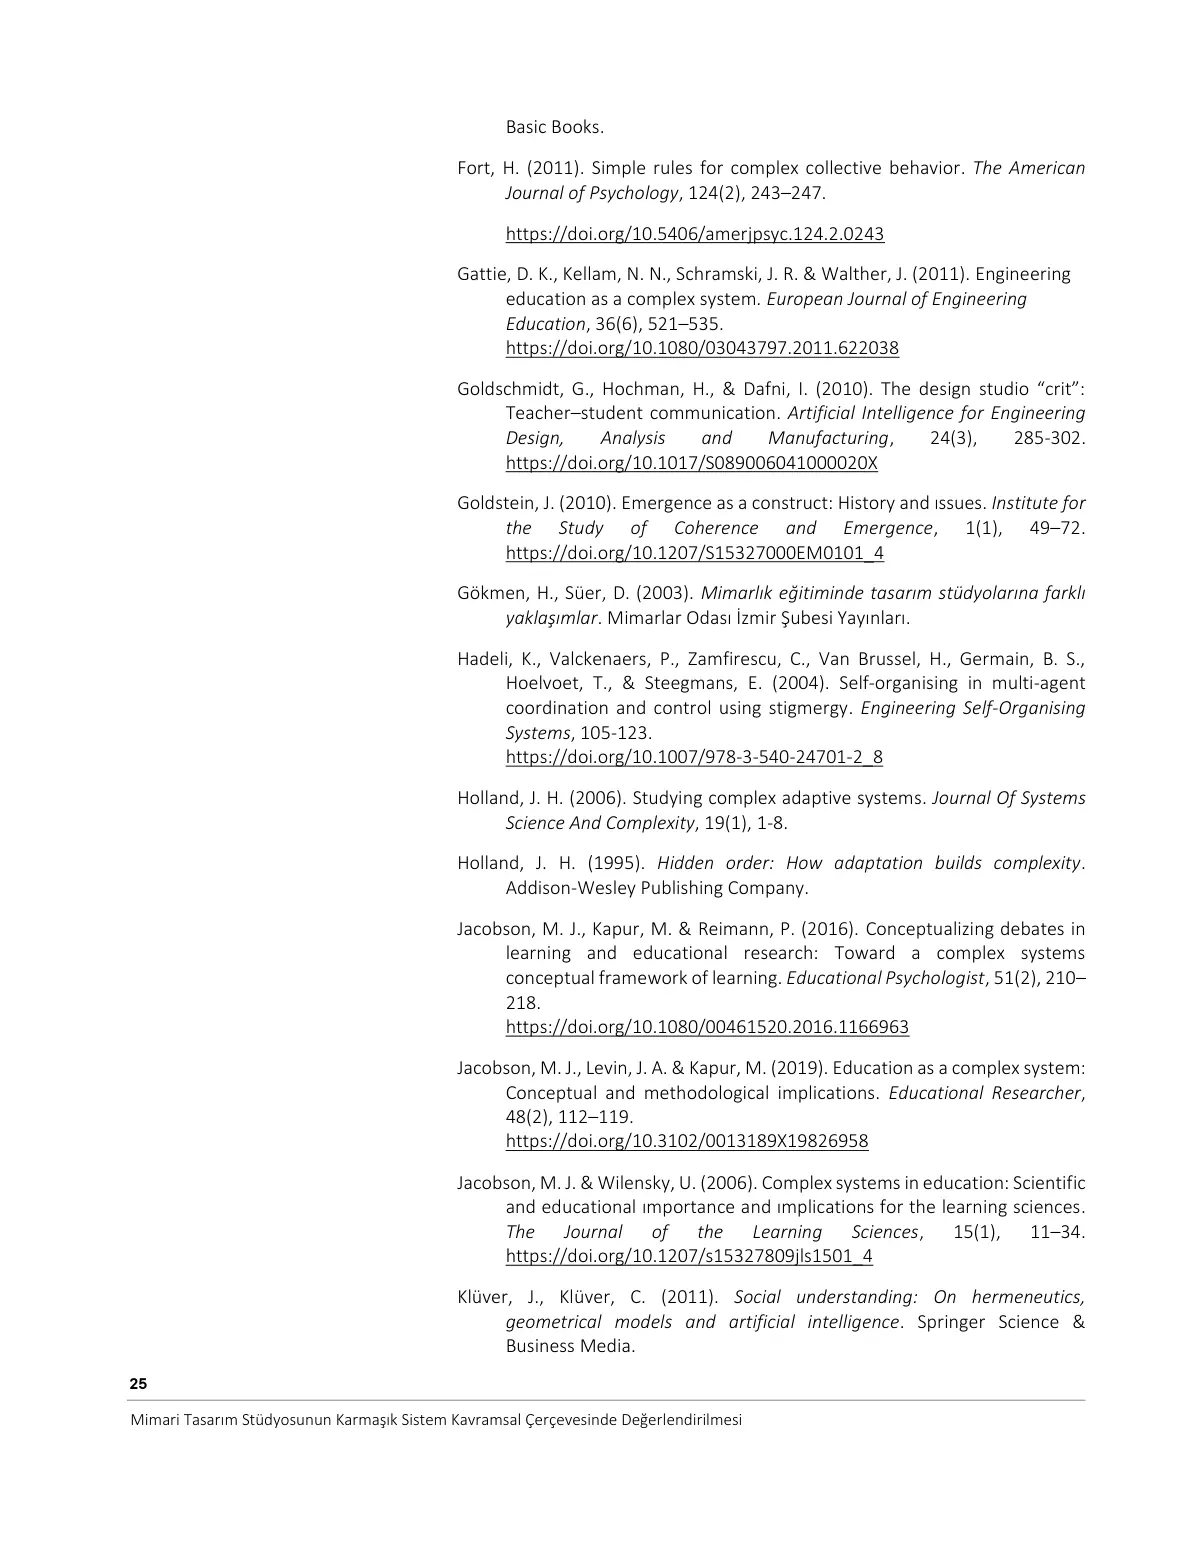 Basic Books.
Fort, H. (2011). Simple rules for complex collective behavior. The American
Journal of Psychology, 124(2), 243–247.
https://doi.org/10.5406/amerjpsyc.124.2.0243
Gattie, D. K., Kellam, N. N., Schramski, J. R. & Walther, J. (2011). Engineering
education as a complex system. European Journal of Engineering
Education, 36(6), 521–535.
https://doi.org/10.1080/03043797.2011.622038
Goldschmidt, G., Hochman, H., & Dafni, I. (2010). The design studio “crit”:
Teacher–student communication. Artificial Intelligence for Engineering
Design, Analysis and Manufacturing, 24(3), 285-302.
https://doi.org/10.1017/S089006041000020X
Goldstein, J. (2010). Emergence as a construct: History and ıssues. Institute for
the Study of Coherence and Emergence, 1(1), 49–72.
https://doi.org/10.1207/S15327000EM0101_4
Gökmen, H., Süer, D. (2003). Mimarlık eğitiminde tasarım stüdyolarına farklı
yaklaşımlar. Mimarlar Odası İzmir Şubesi Yayınları.
Hadeli, K., Valckenaers, P., Zamfirescu, C., Van Brussel, H., Germain, B. S.,
Hoelvoet, T., & Steegmans, E. (2004). Self-organising in multi-agent
coordination and control using stigmergy. Engineering Self-Organising
Systems, 105-123.
https://doi.org/10.1007/978-3-540-24701-2_8
Holland, J. H. (2006). Studying complex adaptive systems. Journal Of Systems
Science And Complexity, 19(1), 1-8.
Holland, J. H. (1995). Hidden order: How adaptation builds complexity.
Addison-Wesley Publishing Company.
Jacobson, M. J., Kapur, M. & Reimann, P. (2016). Conceptualizing debates in
learning and educational research: Toward a complex systems
conceptual framework of learning. Educational Psychologist, 51(2), 210–
218.
https://doi.org/10.1080/00461520.2016.1166963
Jacobson, M. J., Levin, J. A. & Kapur, M. (2019). Education as a complex system:
Conceptual and methodological implications. Educational Researcher,
48(2), 112–119.
https://doi.org/10.3102/0013189X19826958
Jacobson, M. J. & Wilensky, U. (2006). Complex systems in education: Scientific
and educational ımportance and ımplications for the learning sciences.
The Journal of the Learning Sciences, 15(1), 11–34.
https://doi.org/10.1207/s15327809jls1501_4
Klüver, J., Klüver, C. (2011). Social understanding: On hermeneutics,
geometrical models and artificial intelligence. Springer Science &
Business Media.
25
Mimari Tasarım Stüdyosunun Karmaşık Sistem Kavramsal Çerçevesinde Değerlendirilmesi